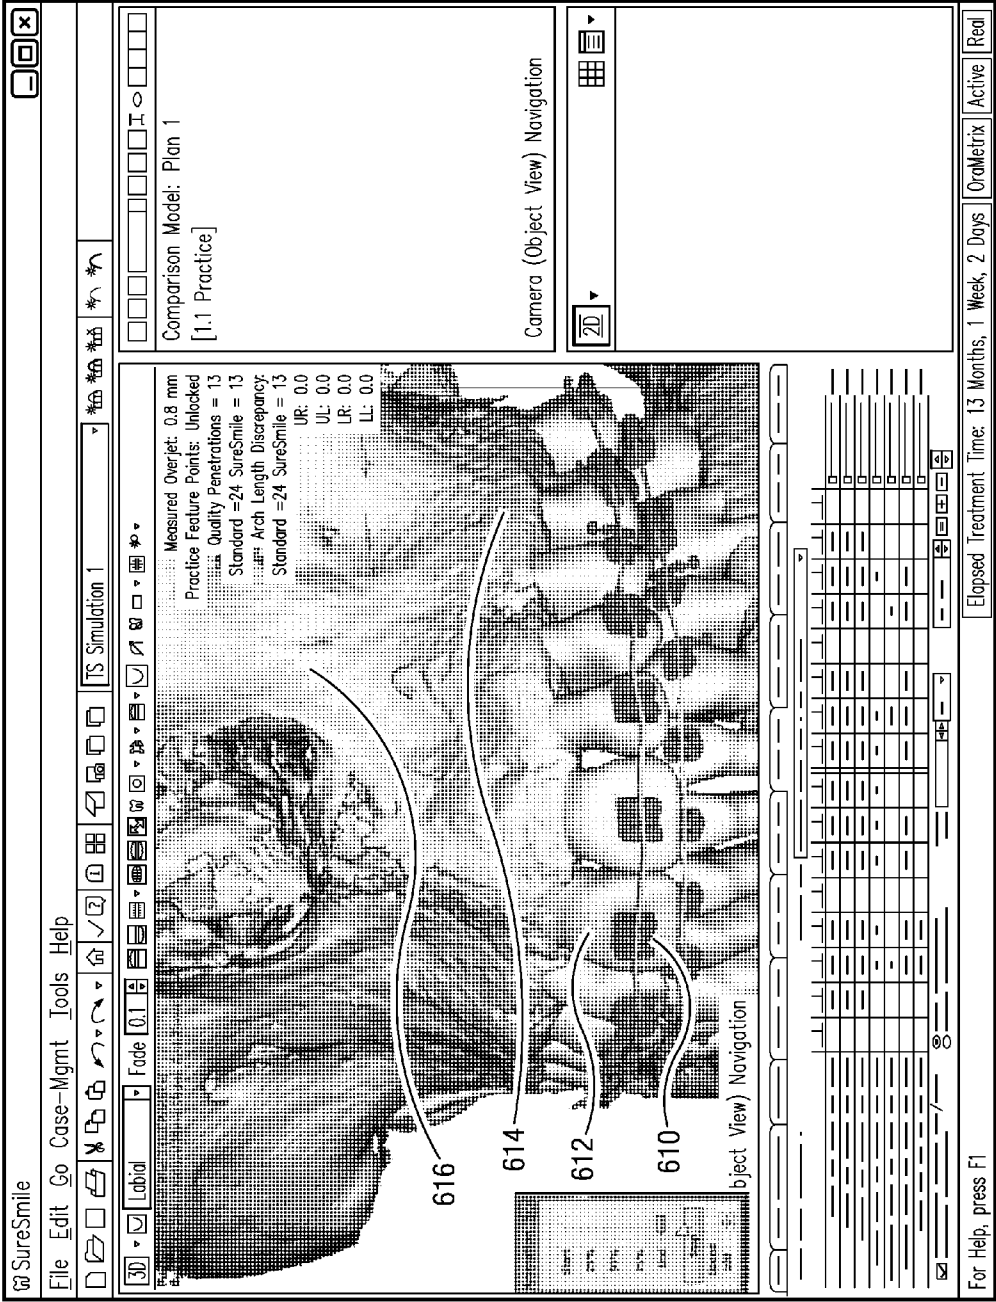 SureSmile
File Edit Go Case-Mgmt Tools Help
TS Simulation 1
3D Labial Fade 0.1
Measured Overjet: 0.8 mm
Practice Feature Points: Unlocked
Quality Penetrations = 13
Standard =24 SureSmile = 13
Arch Length Discrepancy:
Standard =24 SureSmile = 13
UR: 0.0
UL: 0.0
LR: 0.0
LL: 0.0
616
614
612
610
bject View) Navigation
Comparison Model: Plan 1
[1.1 Practice]
Camera (Object View) Navigation
2D
For Help, press F1
Elapsed Treatment Time: 13 Months, 1 Week, 2 Days
OraMetrix
Active
Real